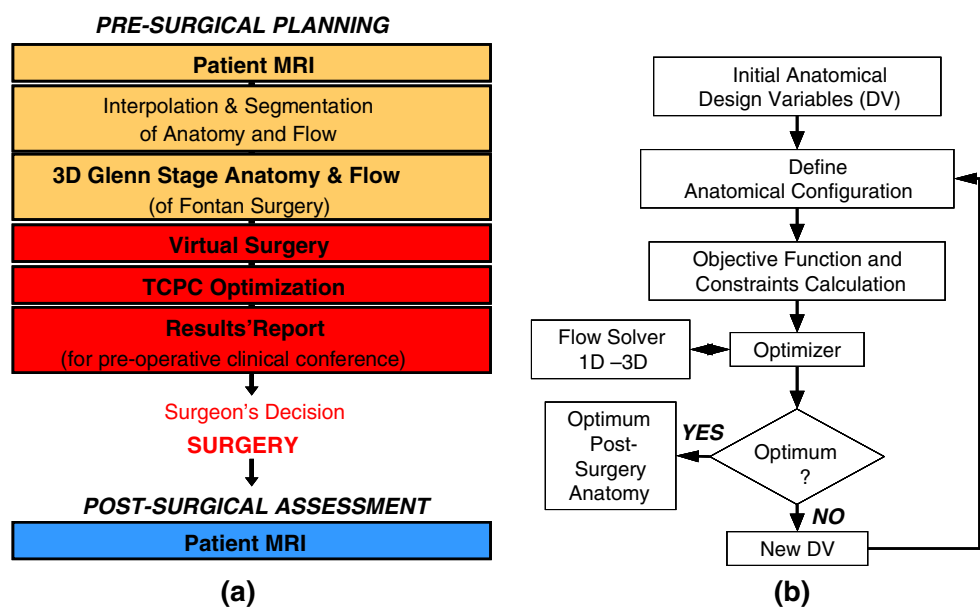 PRE-SURGICAL PLANNING
Patient MRI
Interpolation & Segmentation
of Anatomy and Flow
3D Glenn Stage Anatomy & Flow
(of Fontan Surgery)
Virtual Surgery
TCPC Optimization
Results'Report
(for pre-operative clinical conference)
Surgeon's Decision
SURGERY
POST-SURGICAL ASSESSMENT
Patient MRI
(a)
Initial Anatomical
Design Variables (DV)
Define
Anatomical Configuration
Objective Function and
Constraints Calculation
Flow Solver
1D –3D
Optimizer
Optimum
Post-
Surgery
Anatomy
YES
Optimum
?
NO
New DV
(b)